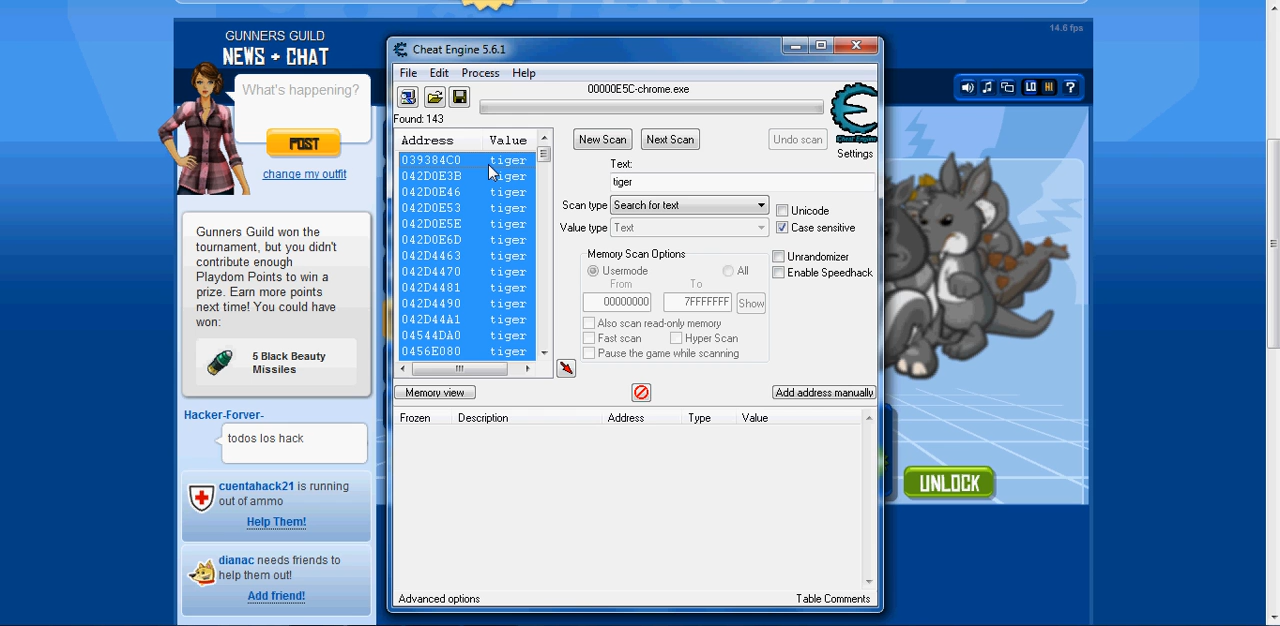 14.6 fps
GUNNERS GUILD
NEWS + CHAT
What's happening?
POST
change my outfit
Gunners Guild won the
tournament, but you didn't
contribute enough
Playdom Points to win a
prize. Earn more points
next time! You could have
won:
5 Black Beauty
Missiles
Hacker-Forver-
todos los hack
cuentahack21 is running
out of ammo
Help Them!
dianac needs friends to
help them out!
Add friend!
Cheat Engine 5.6.1
File Edit Process Help
00000E5C-chrome.exe
Found: 143
Address Value
039384C0 tiger
042D0E3B tiger
042D0E46 tiger
042D0E53 tiger
042D0E5E tiger
042D0E6D tiger
042D4463 tiger
042D4470 tiger
042D4481 tiger
042D4490 tiger
042D44A1 tiger
04544DA0 tiger
0456E080 tiger
New Scan Next Scan Undo scan
Cheat Engine
Settings
Text:
tiger
Scan type Search for text
Value type Text
Unicode
Case sensitive
Memory Scan Options
Usermode All
From To
00000000 7FFFFFFF Show
Also scan read-only memory
Fast scan Hyper Scan
Pause the game while scanning
Unrandomizer
Enable Speedhack
Memory view Add address manually
Frozen Description Address Type Value
Advanced options Table Comments
LO HI ?
UNLOCK